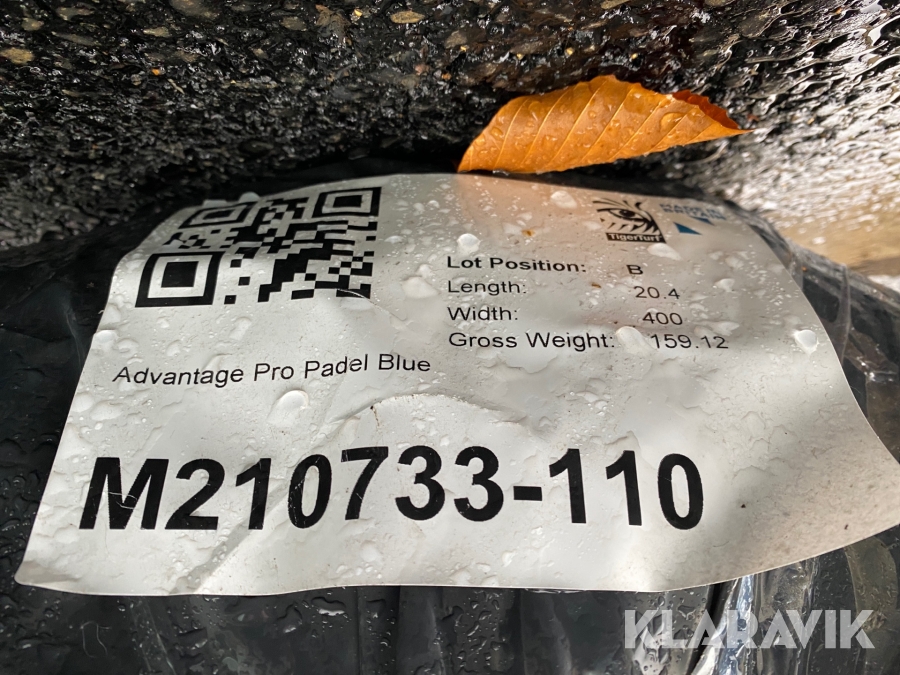 TigerTurf
Lot Position: B
Length: 20.4
Width: 400
Gross Weight: 159.12
Advantage Pro Padel Blue
M210733-110
KLARAVIK